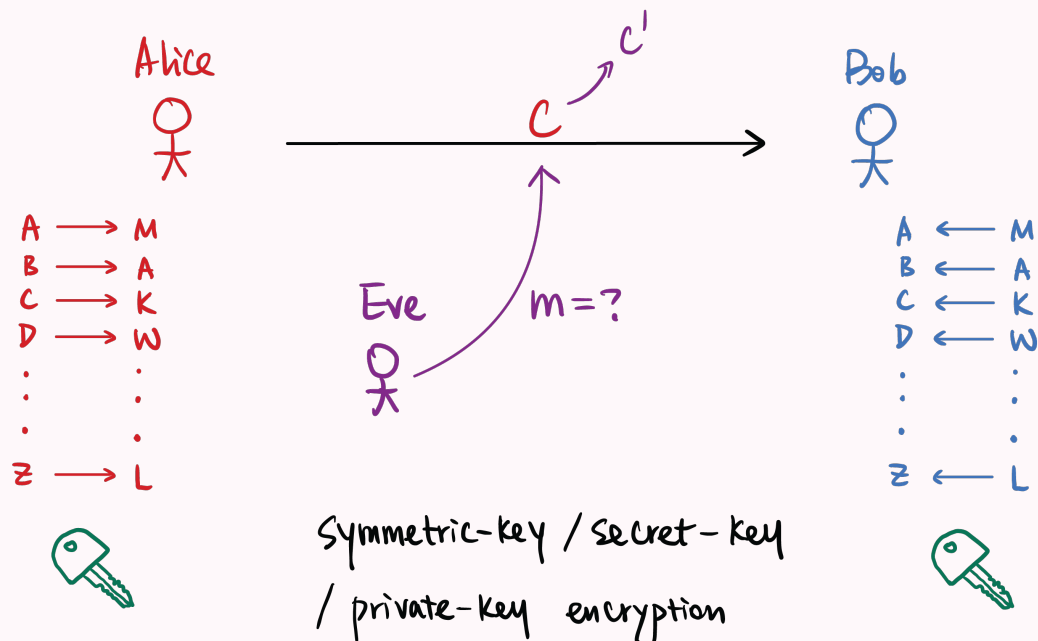 Alice
C'
Bob
C
A → M
B → A
C → K
D → W
.
.
.
Z → L
Eve
m=?
A ← M
B ← A
C ← K
D ← W
.
.
.
Z ← L
symmetric-key / secret-key
/ private-key encryption